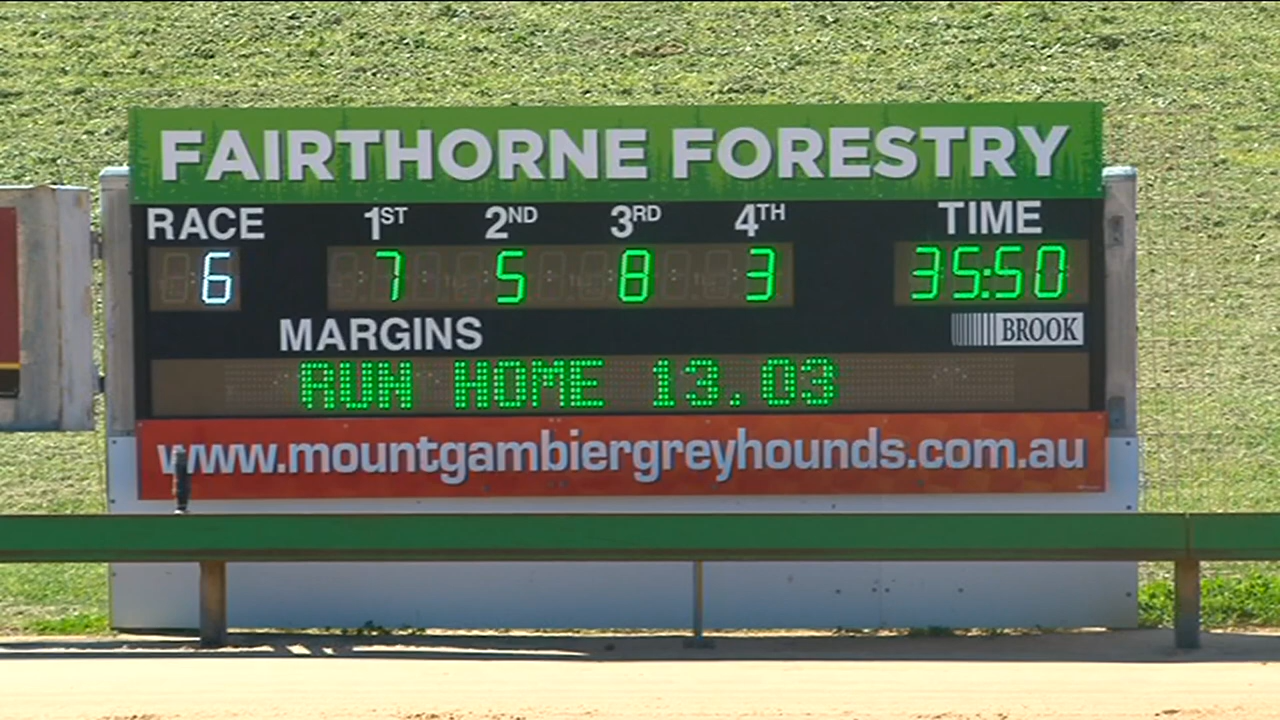 FAIRTHORNE FORESTRY
RACE 1ST 2ND 3RD 4TH TIME
6 7 5 8 3 35:50
MARGINS BROOK
RUN HOME 13.03
www.mountgambiergreyhounds.com.au